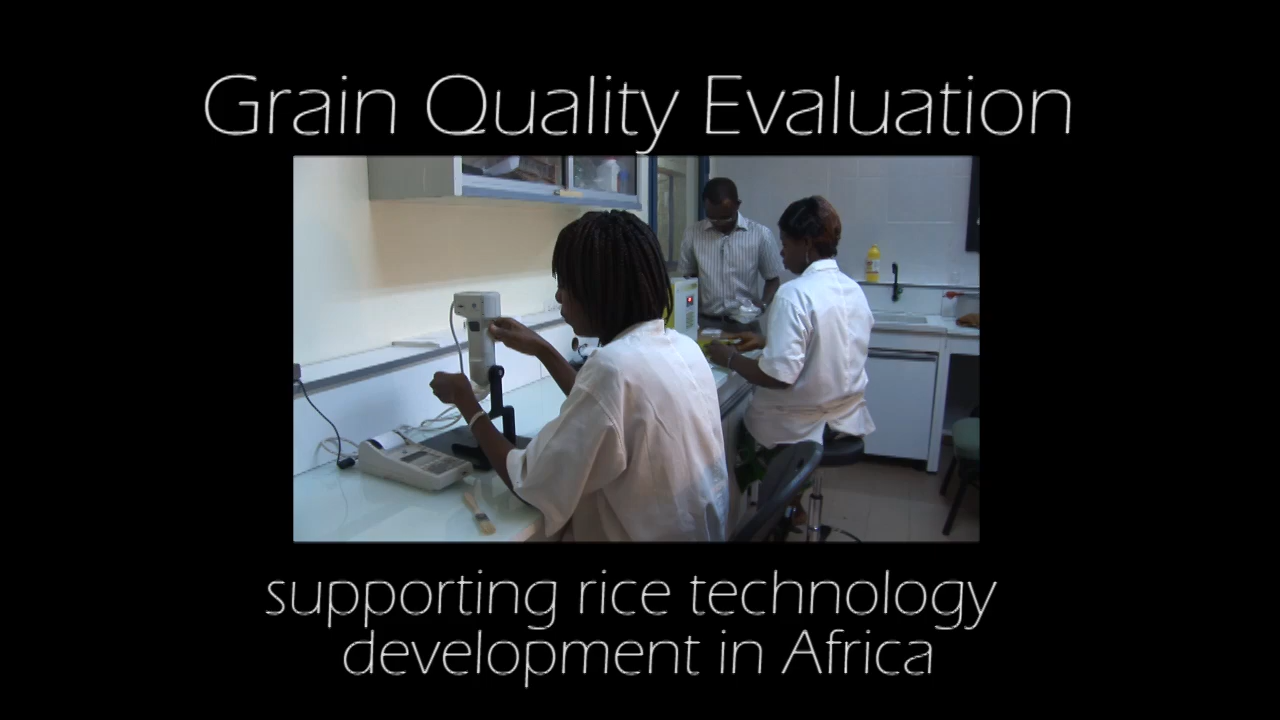 Grain Quality Evaluation
supporting rice technology
development in Africa